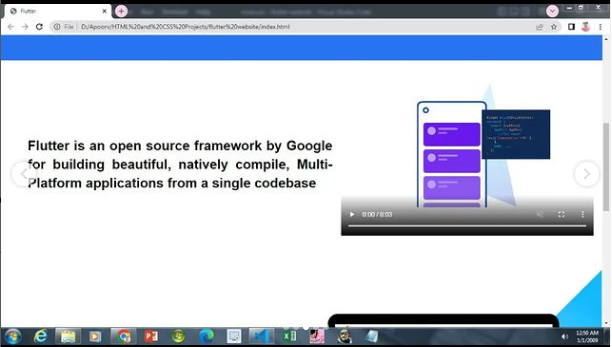 Flutter
File | D:/Apoorv/HTML%20and%20CSS%20Projects/flutter%20website/index.html
Flutter is an open source framework by Google
for building beautiful, natively compile, Multi-
Platform applications from a single codebase
0:00 / 0:03
12:50 AM
1/1/2009